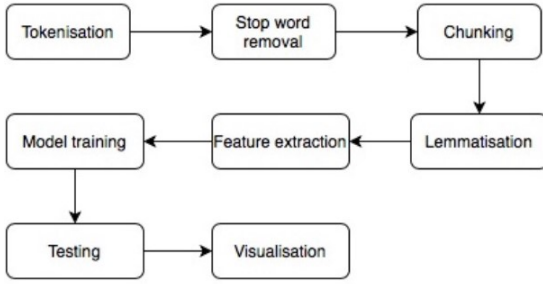 Tokenisation
Stop word
removal
Chunking
Lemmatisation
Feature extraction
Model training
Testing
Visualisation